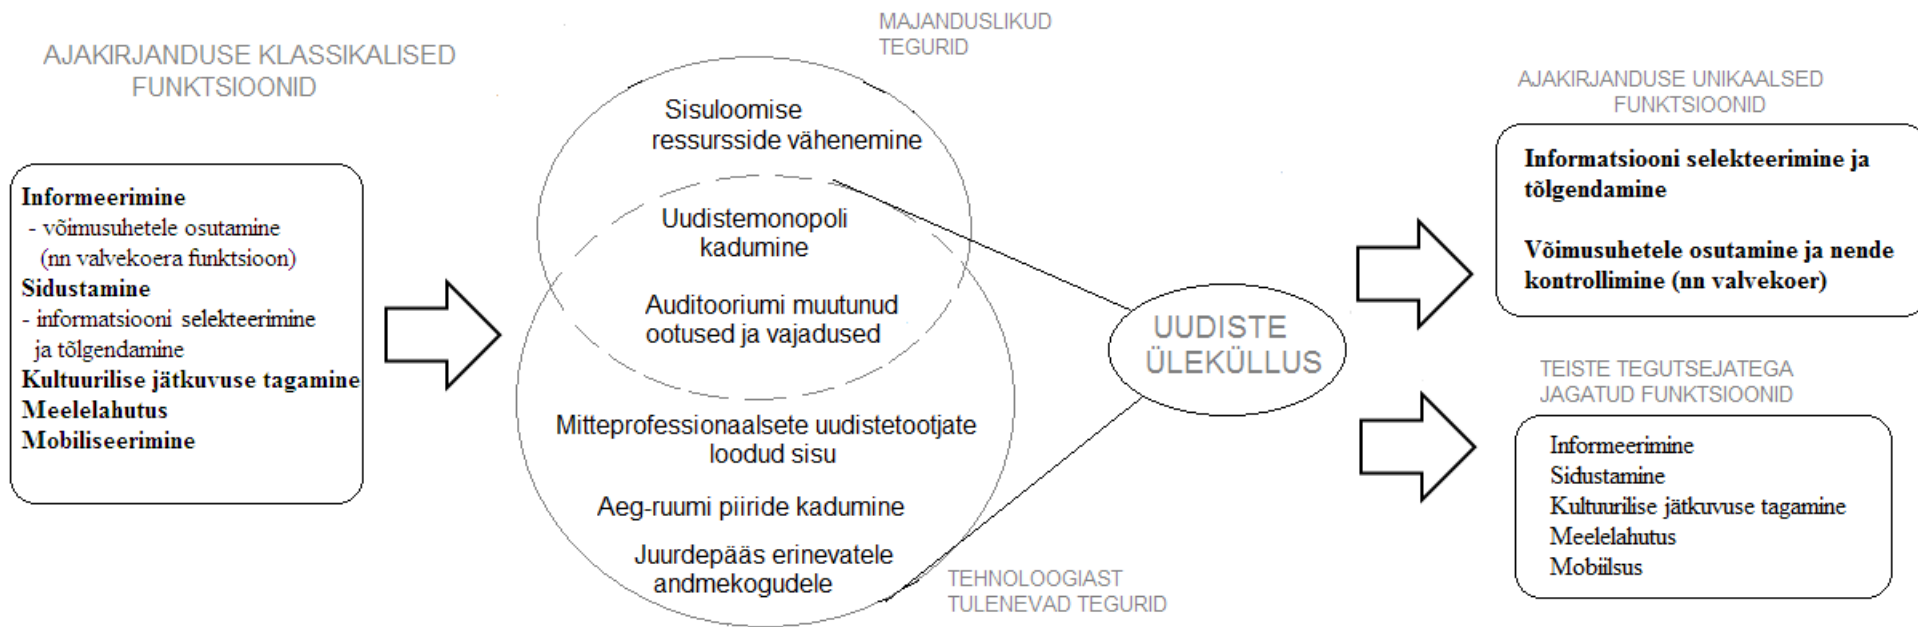 AJAKIRJANDUSE KLASSIKALISED
FUNKTSIOONID
Informeerimine
- võimusuhetele osutamine
(nn valvekoera funktsioon)
Sidustamine
- informatsiooni selekteerimine
ja tõlgendamine
Kultuurilise jätkuvuse tagamine
Meelelahutus
Mobiliseerimine
MAJANDUSLIKUD
TEGURID
Sisuloomise
ressursside vähenemine
Uudistemonopoli
kadumine
Auditooriumi muutunud
ootused ja vajadused
Mitteprofessionaalsete uudistetootjate
loodud sisu
Aeg-ruumi piiride kadumine
Juurdepääs erinevatele
andmekogudele
TEHNOLOOGIAST
TULENEVAD TEGURID
UUDISTE
ÜLEKÜLLUS
AJAKIRJANDUSE UNIKAALSED
FUNKTSIOONID
Informatsiooni selekteerimine ja
tõlgendamine
Võimusuhetele osutamine ja nende
kontrollimine (nn valvekoer)
TEISTE TEGUTSEJATEGA
JAGATUD FUNKTSIOONID
Informeerimine
Sidustamine
Kultuurilise jätkuvuse tagamine
Meelelahutus
Mobiilsus